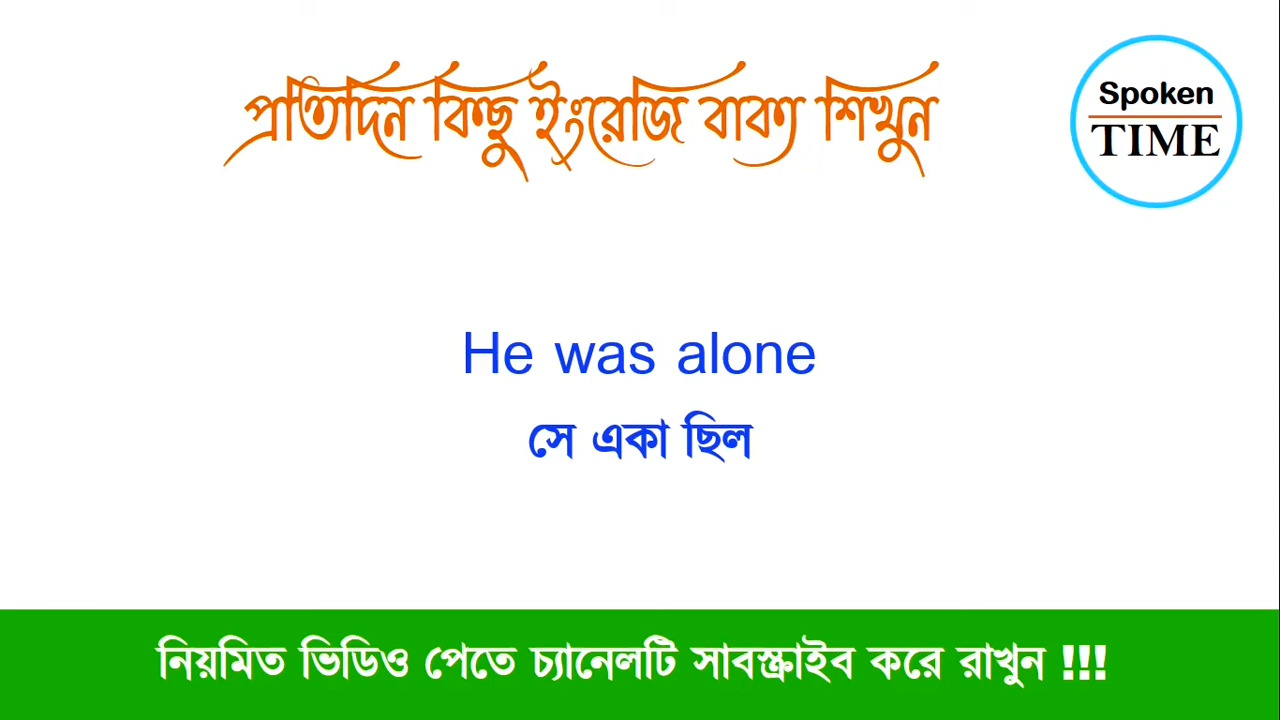 প্রতিদিন কিছু ইংরেজি বাক্য শিখুন
Spoken
TIME
He was alone
সে একা ছিল
নিয়মিত ভিডিও পেতে চ্যানেলটি সাবস্ক্রাইব করে রাখুন !!!